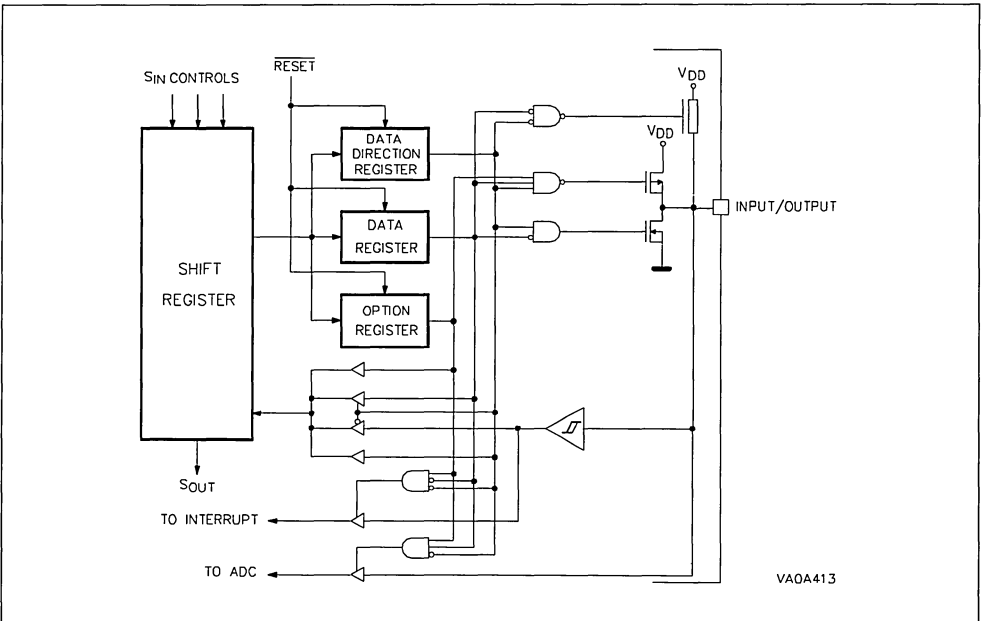 SIN CONTROLS
RESET
VDD
DATA
DIRECTION
REGISTER
VDD
INPUT/OUTPUT
DATA
REGISTER
SHIFT
REGISTER
OPTION
REGISTER
SOUT
TO INTERRUPT
TO ADC
VA0A413